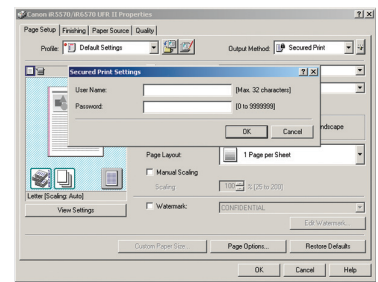 Canon iR5570/iR6570 UFR II Properties
Page Setup Finishing Paper Source Quality
Profile: Default Settings Output Method: Secured Print
Secured Print Settings
User Name: [Max. 32 characters]
Password: [0 to 9999999]
OK Cancel
ndscape
Page Layout: 1 Page per Sheet
Manual Scaling
Scaling: 100 % [25 to 200]
Letter [Scaling: Auto]
View Settings
Watermark: CONFIDENTIAL
Edit Watermark...
Custom Paper Size... Page Options... Restore Defaults
OK Cancel Help